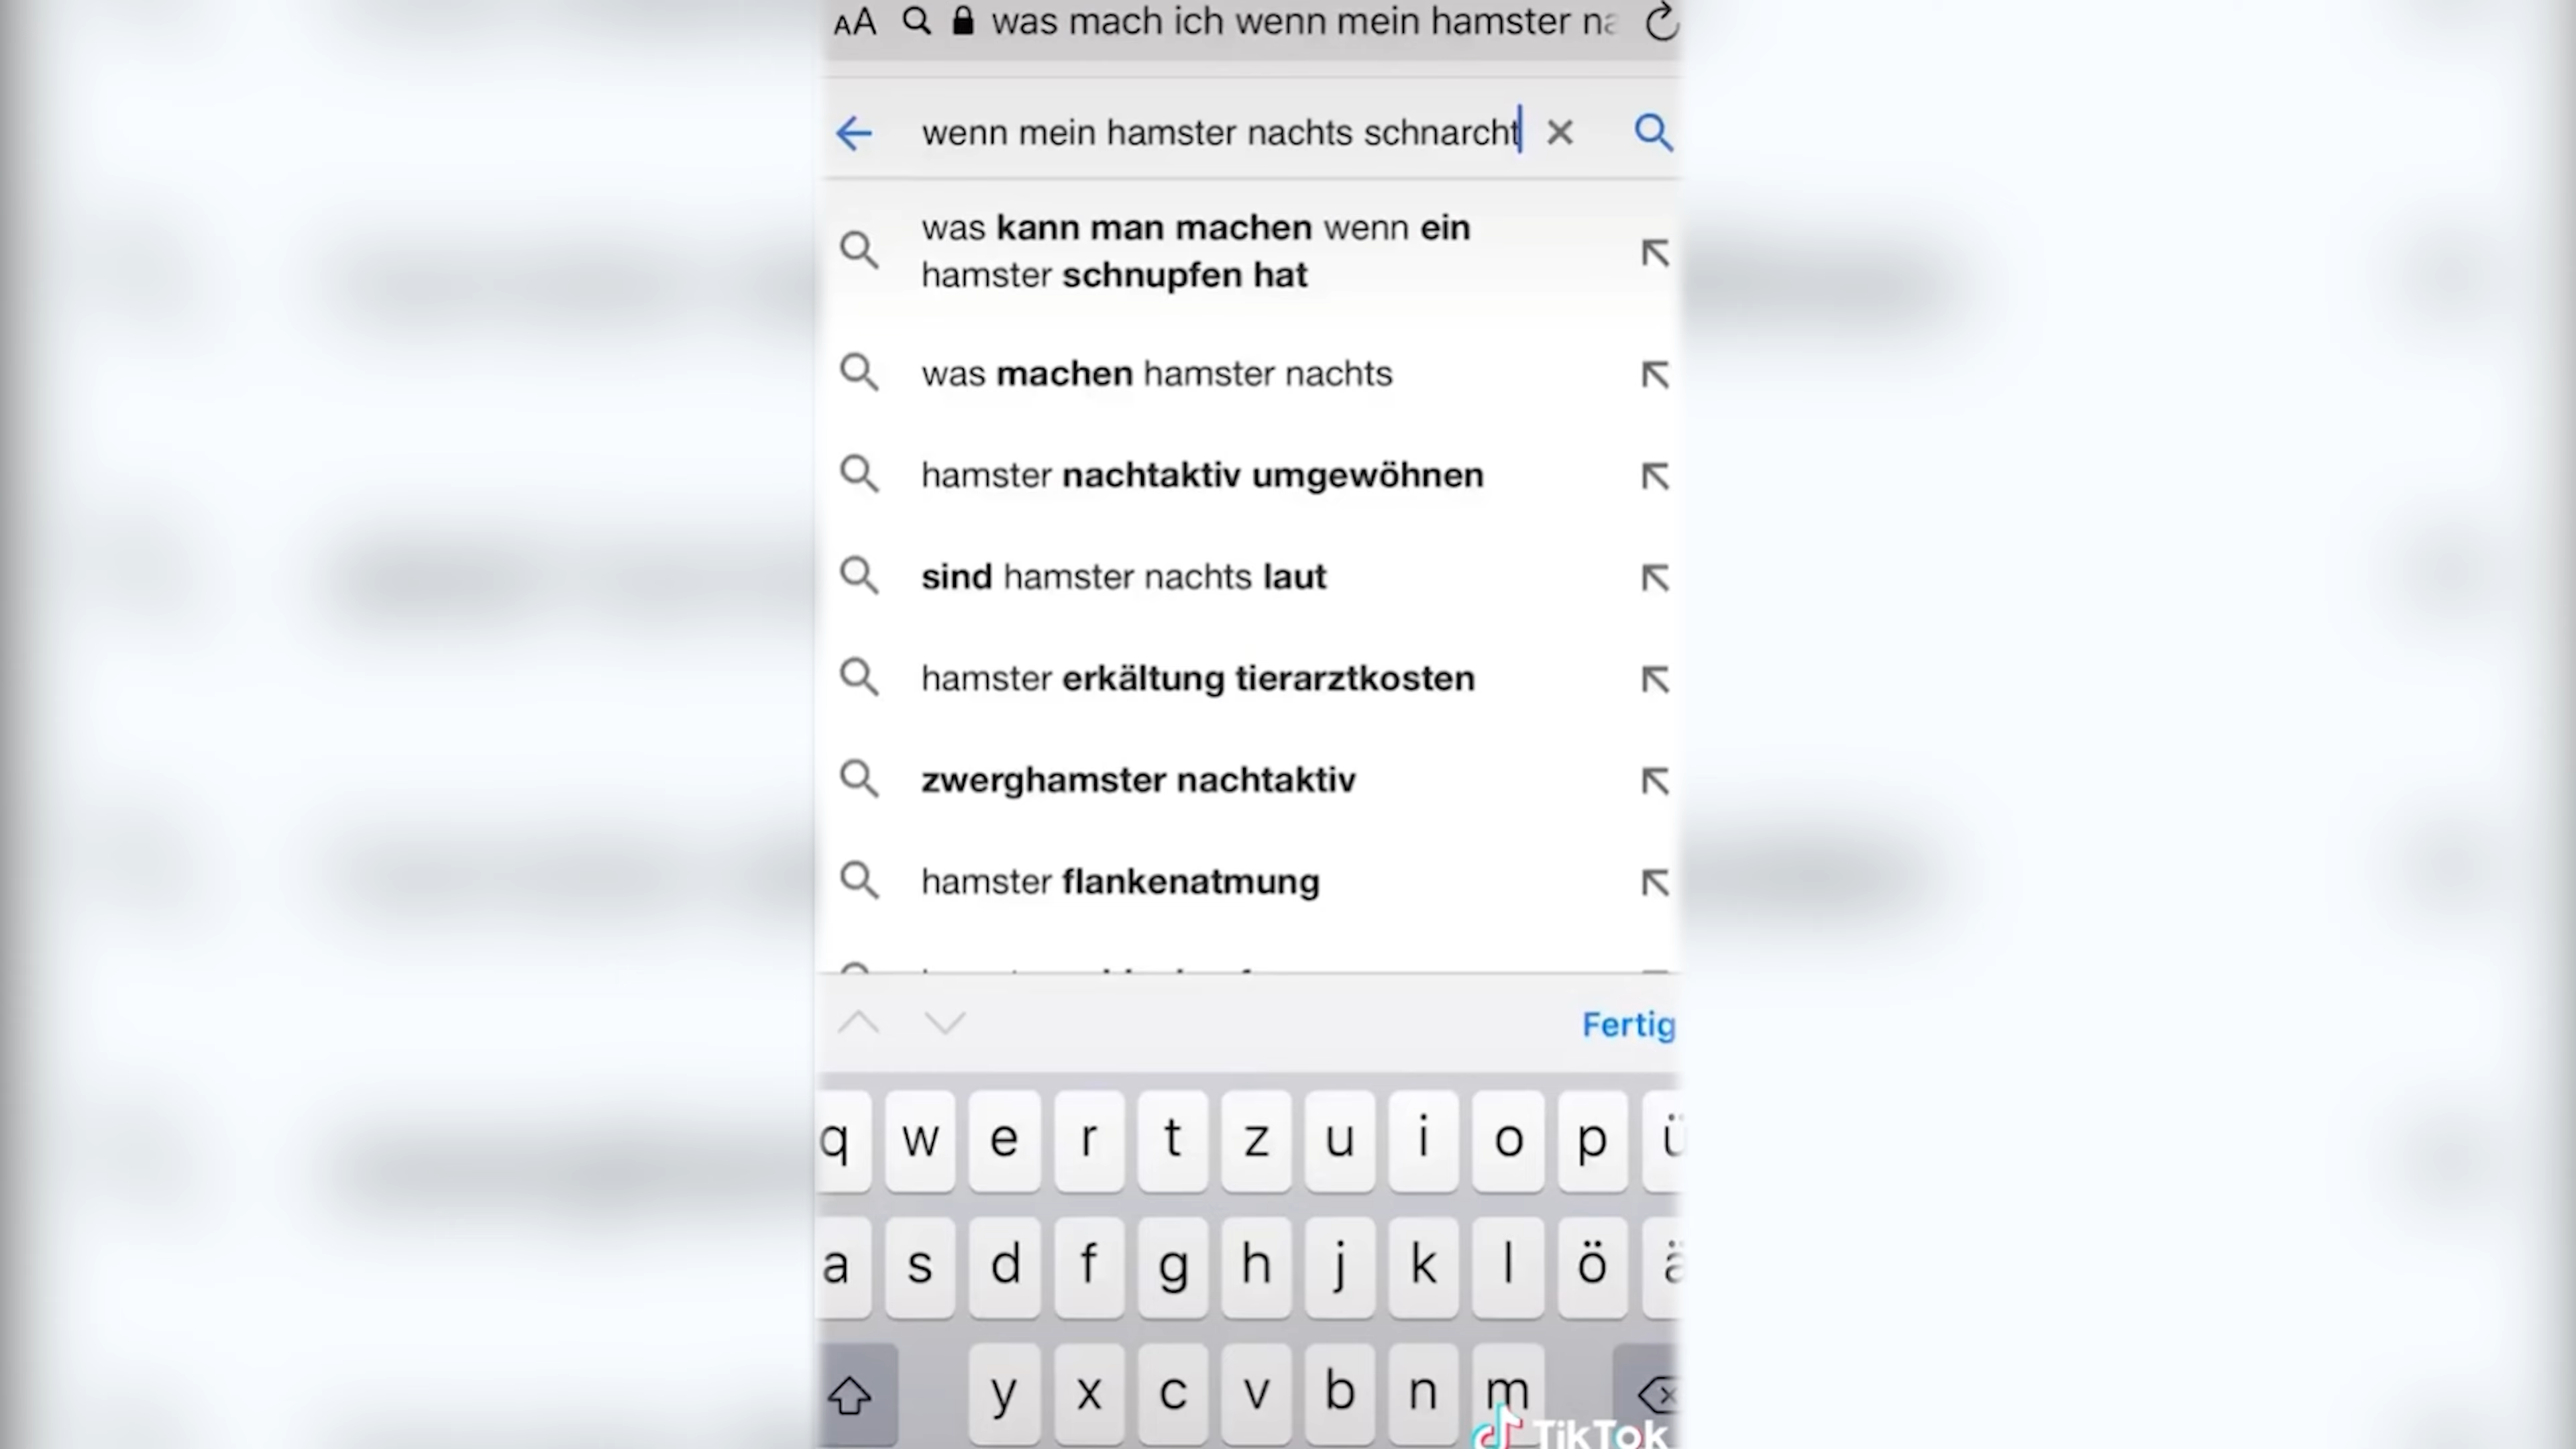 AA was mach ich wenn mein hamster na
wenn mein hamster nachts schnarcht
was kann man machen wenn ein
hamster schnupfen hat
was machen hamster nachts
hamster nachtaktiv umgewöhnen
sind hamster nachts laut
hamster erkältung tierarztkosten
zwerghamster nachtaktiv
hamster flankenatmung
Fertig
q w e r t z u i o p ü
a s d f g h j k l ö ä
y x c v b n m
TikTok